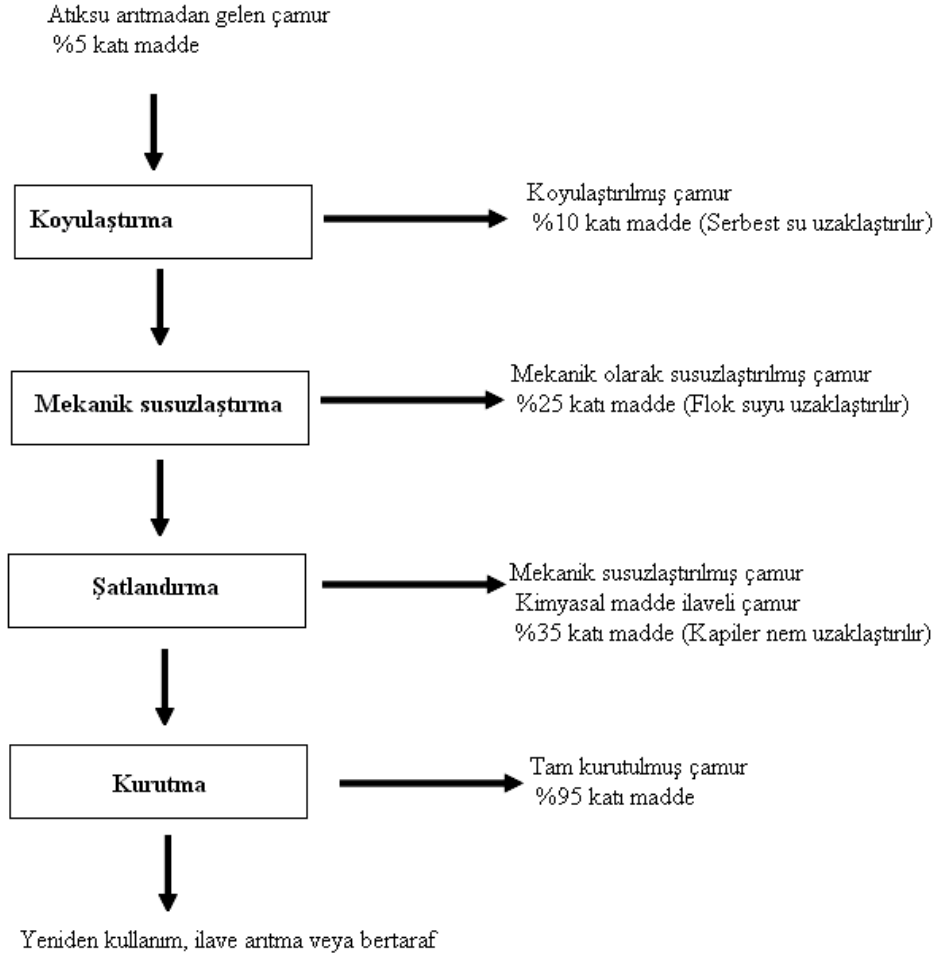 Atıksu arıtmadan gelen çamur
%5 katı madde
Koyulaştırma
Koyulaştırılmış çamur
%10 katı madde (Serbest su uzaklaştırılır)
Mekanik susuzlaştırma
Mekanik olarak susuzlaştırılmış çamur
%25 katı madde (Flok suyu uzaklaştırılır)
Şatlandırma
Mekanik susuzlaştırılmış çamur
Kimyasal madde ilaveli çamur
%35 katı madde (Kapiler nem uzaklaştırılır)
Kurutma
Tam kurutulmuş çamur
%95 katı madde
Yeniden kullanım, ilave arıtma veya bertaraf